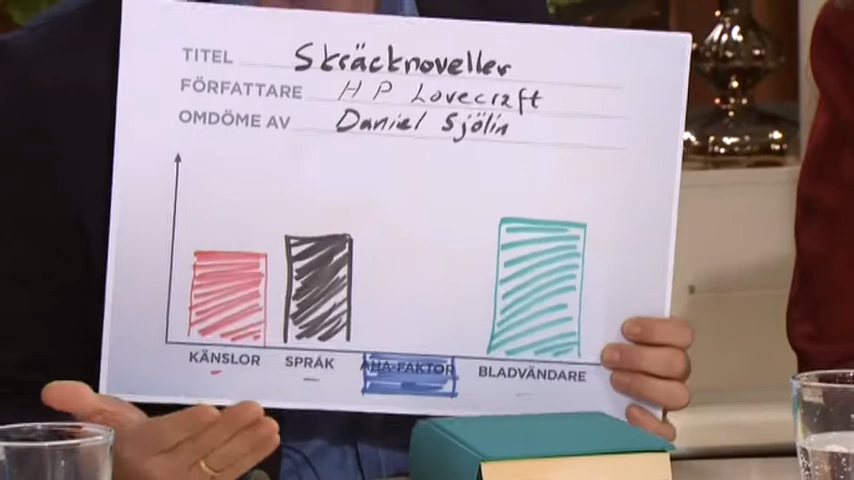 TITEL Skräcknoveller
FÖRFATTARE H P Lovecraft
OMDÖME AV Daniel Sjölin
KÄNSLOR SPRÅK AHA-FAKTOR BLADVÄNDARE